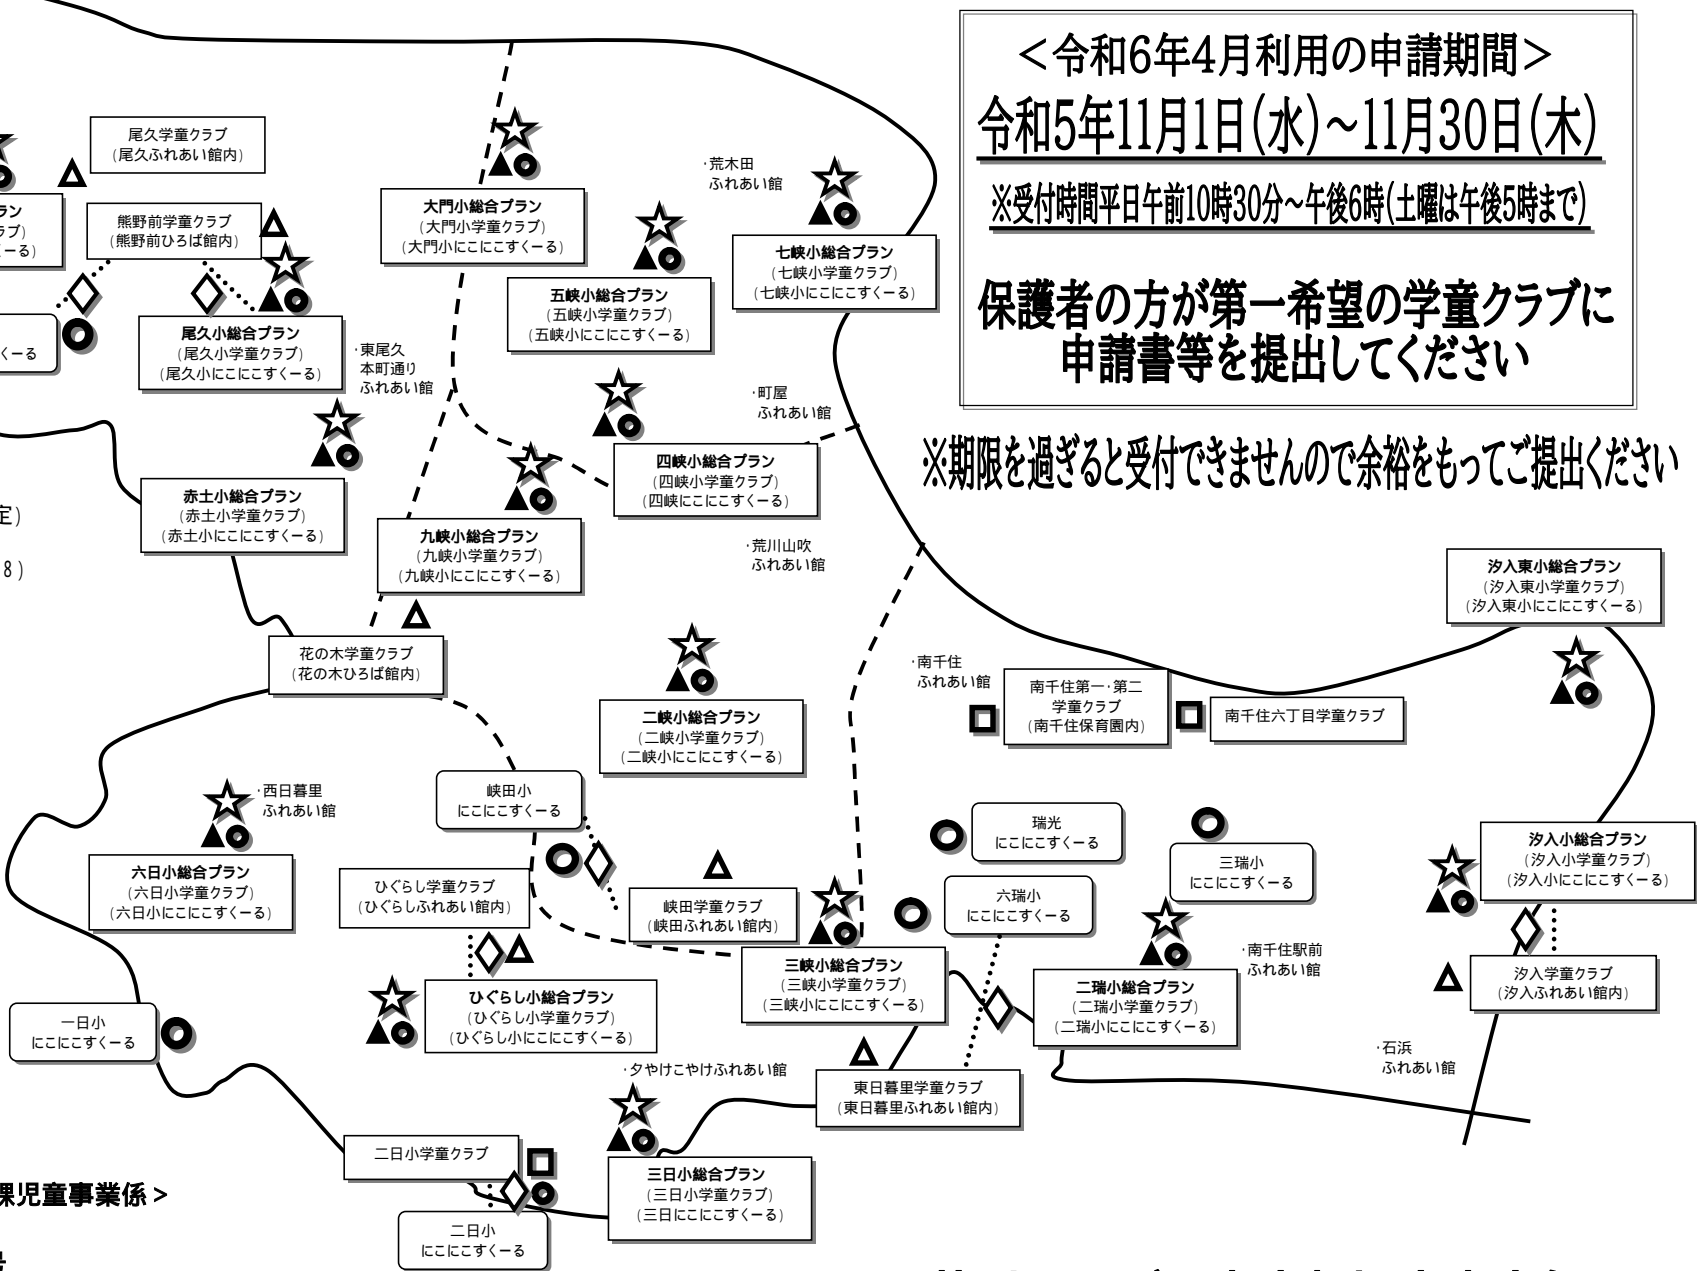 ＜令和6年4月利用の申請期間＞
令和5年11月1日(水)～11月30日(木)
※受付時間平日午前10時30分～午後6時(土曜は午後5時まで)
保護者の方が第一希望の学童クラブに
申請書等を提出してください
※期限を過ぎると受付できませんので余裕をもってご提出ください
尾久学童クラブ
(尾久ふれあい館内)
熊野前学童クラブ
(熊野前ひろば館内)
尾久小総合プラン
(尾久小学童クラブ)
(尾久小にこにこすくーる)
・東尾久
本町通り
ふれあい館
大門小総合プラン
(大門小学童クラブ)
(大門小にこにこすくーる)
五峡小総合プラン
(五峡小学童クラブ)
(五峡小にこにこすくーる)
・荒木田
ふれあい館
七峡小総合プラン
(七峡小学童クラブ)
(七峡小にこにこすくーる)
・町屋
ふれあい館
四峡小総合プラン
(四峡小学童クラブ)
(四峡にこにこすくーる)
赤土小総合プラン
(赤土小学童クラブ)
(赤土小にこにこすくーる)
九峡小総合プラン
(九峡小学童クラブ)
(九峡小にこにこすくーる)
・荒川山吹
ふれあい館
汐入東小総合プラン
(汐入東小学童クラブ)
(汐入東小にこにこすくーる)
花の木学童クラブ
(花の木ひろば館内)
・南千住
ふれあい館
南千住第一・第二
学童クラブ
(南千住保育園内)
南千住六丁目学童クラブ
二峡小総合プラン
(二峡小学童クラブ)
(二峡小にこにこすくーる)
・西日暮里
ふれあい館
峡田小
にこにこすくーる
瑞光
にこにこすくーる
三瑞小
にこにこすくーる
汐入小総合プラン
(汐入小学童クラブ)
(汐入小にこにこすくーる)
六日小総合プラン
(六日小学童クラブ)
(六日小にこにこすくーる)
ひぐらし学童クラブ
(ひぐらしふれあい館内)
峡田学童クラブ
(峡田ふれあい館内)
六瑞小
にこにこすくーる
三峡小総合プラン
(三峡小学童クラブ)
(三峡小にこにこすくーる)
・南千住駅前
ふれあい館
二瑞小総合プラン
(二瑞小学童クラブ)
(二瑞小にこにこすくーる)
汐入学童クラブ
(汐入ふれあい館内)
ひぐらし小総合プラン
(ひぐらし小学童クラブ)
(ひぐらし小にこにこすくーる)
一日小
にこにこすくーる
・石浜
ふれあい館
・夕やけこやけふれあい館
東日暮里学童クラブ
(東日暮里ふれあい館内)
二日小学童クラブ
三日小総合プラン
(三日小学童クラブ)
(三日にこにこすくーる)
二日小
にこにこすくーる
ラン
ラブ)
くーる)
くーる
定)
8)
課児童事業係>